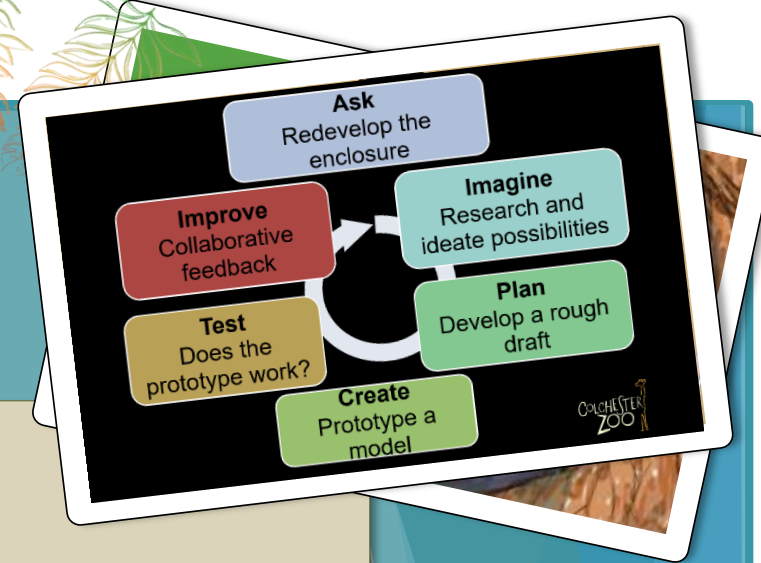 Ask
Redevelop the
enclosure
Imagine
Research and
ideate possibilities
Plan
Develop a rough
draft
Create
Prototype a
model
Test
Does the
prototype work?
Improve
Collaborative
feedback
COLCHESTER
ZOO